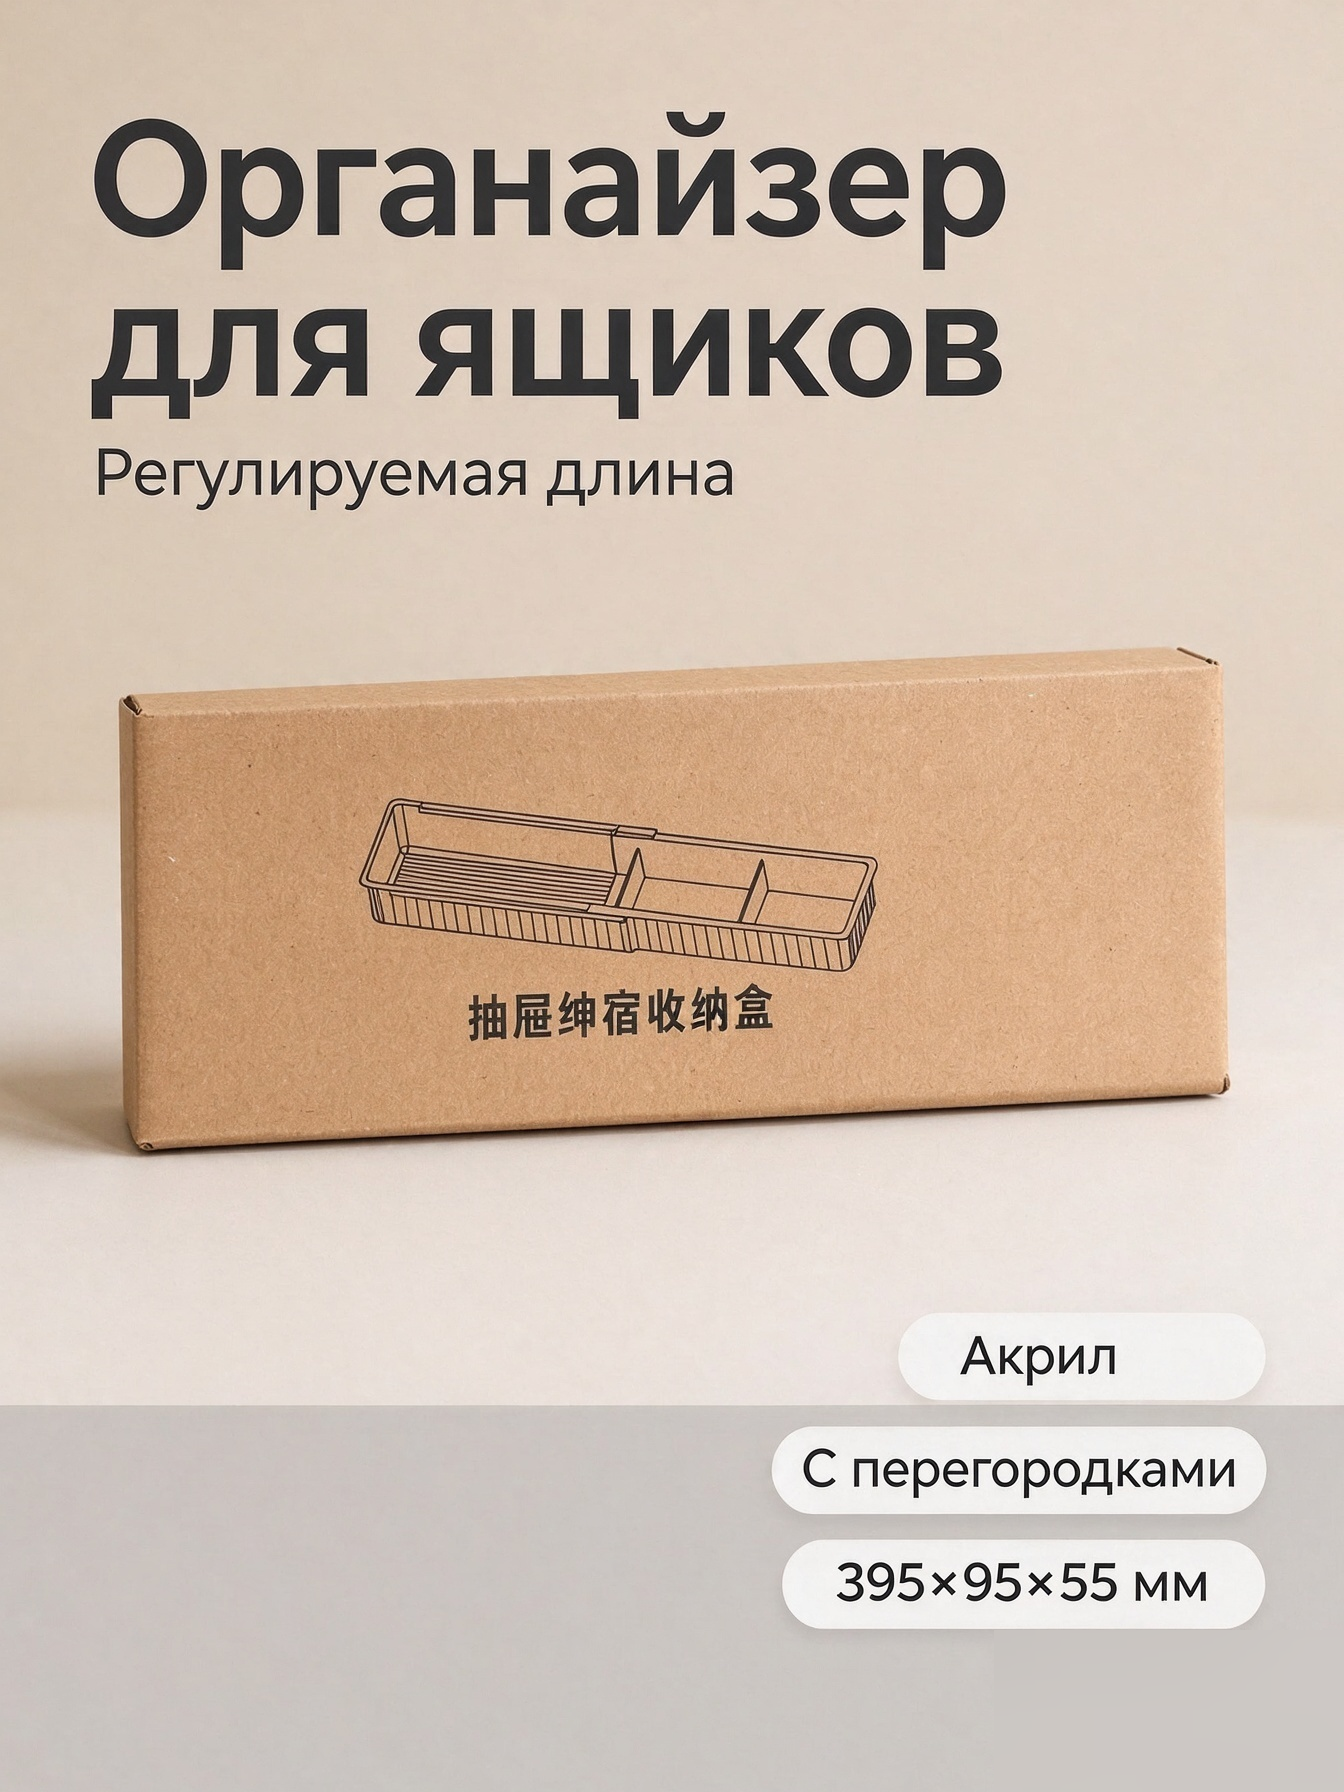 Органайзер
для ящиков
Регулируемая длина
抽屉绅宿收纳盒
Акрил
С перегородками
395×95×55 мм